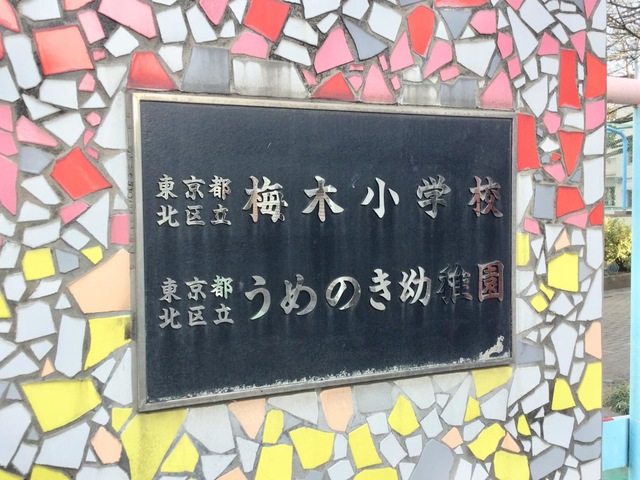 東京都北区立 梅木小学校
東京都北区立 うめのき幼稚園